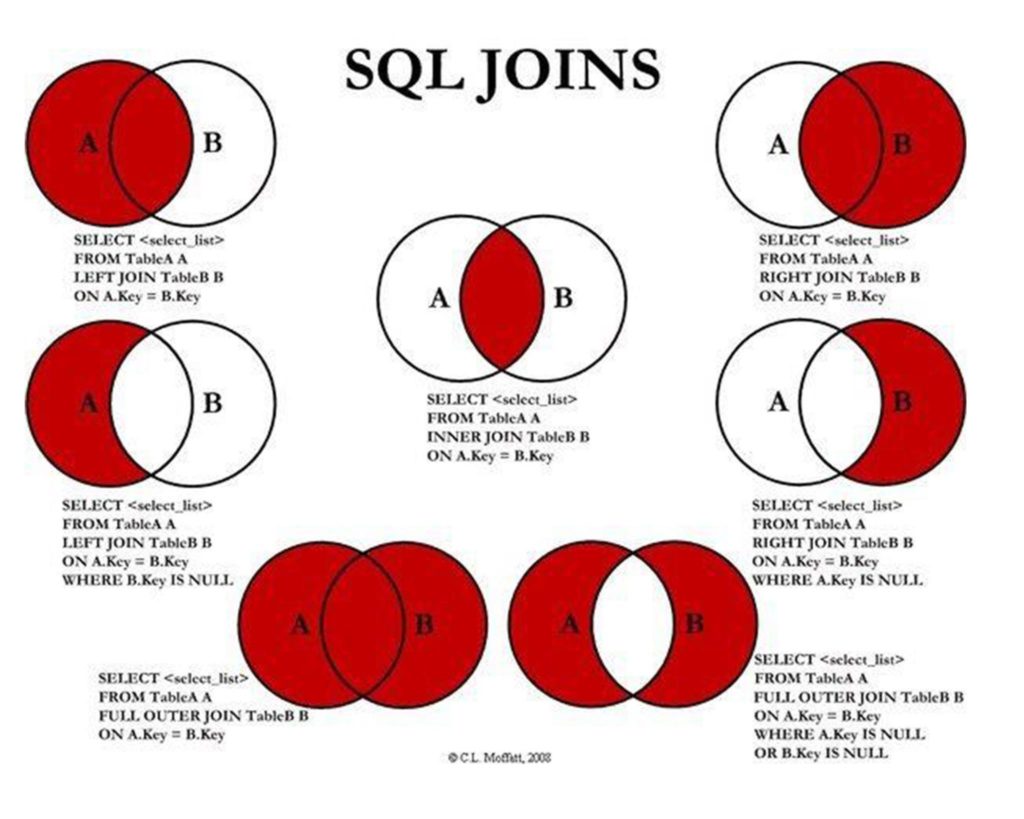 SQL JOINS
A B
SELECT <select_list>
FROM TableA A
LEFT JOIN TableB B
ON A.Key = B.Key
A B
SELECT <select_list>
FROM TableA A
RIGHT JOIN TableB B
ON A.Key = B.Key
A B
SELECT <select_list>
FROM TableA A
INNER JOIN TableB B
ON A.Key = B.Key
A B
SELECT <select_list>
FROM TableA A
LEFT JOIN TableB B
ON A.Key = B.Key
WHERE B.Key IS NULL
A B
SELECT <select_list>
FROM TableA A
RIGHT JOIN TableB B
ON A.Key = B.Key
WHERE A.Key IS NULL
A B
SELECT <select_list>
FROM TableA A
FULL OUTER JOIN TableB B
ON A.Key = B.Key
A B
SELECT <select_list>
FROM TableA A
FULL OUTER JOIN TableB B
ON A.Key = B.Key
WHERE A.Key IS NULL
OR B.Key IS NULL
© C.L. Moffatt, 2008